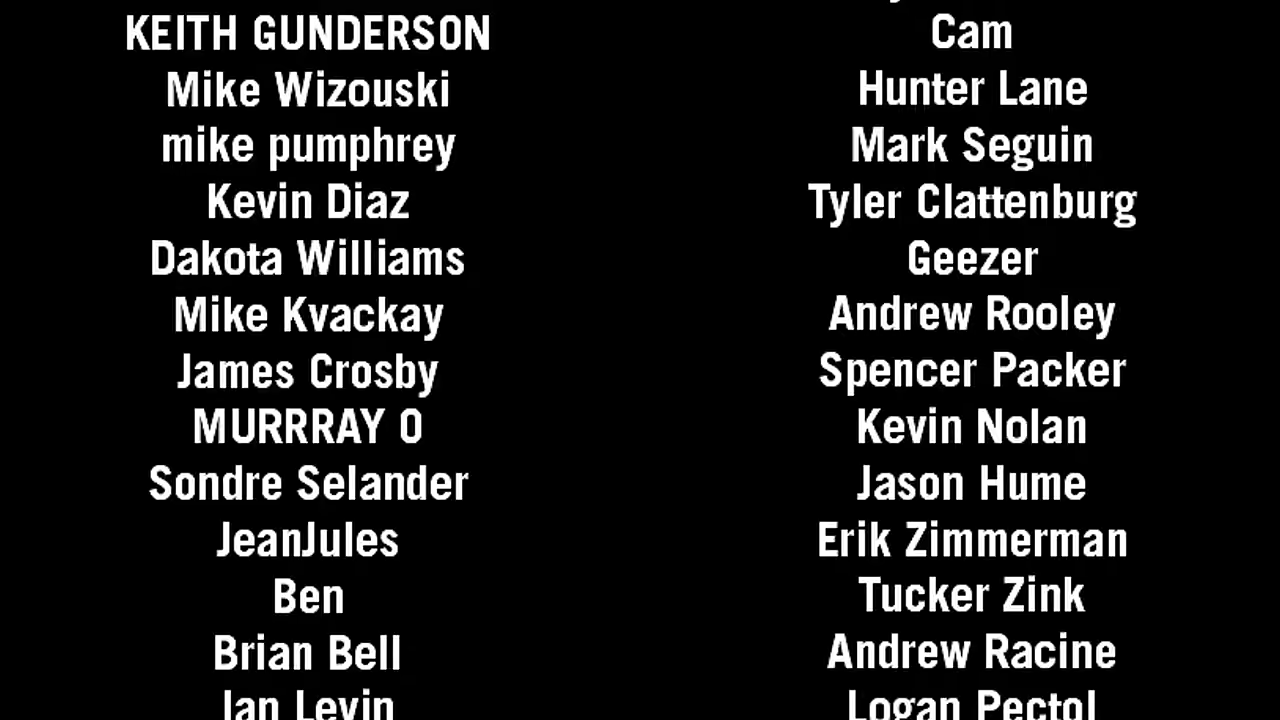 KEITH GUNDERSON
Mike Wizouski
mike pumphrey
Kevin Diaz
Dakota Williams
Mike Kvackay
James Crosby
MURRRAY O
Sondre Selander
JeanJules
Ben
Brian Bell
Ian Levin
Cam
Hunter Lane
Mark Seguin
Tyler Clattenburg
Geezer
Andrew Rooley
Spencer Packer
Kevin Nolan
Jason Hume
Erik Zimmerman
Tucker Zink
Andrew Racine
Logan Pectol